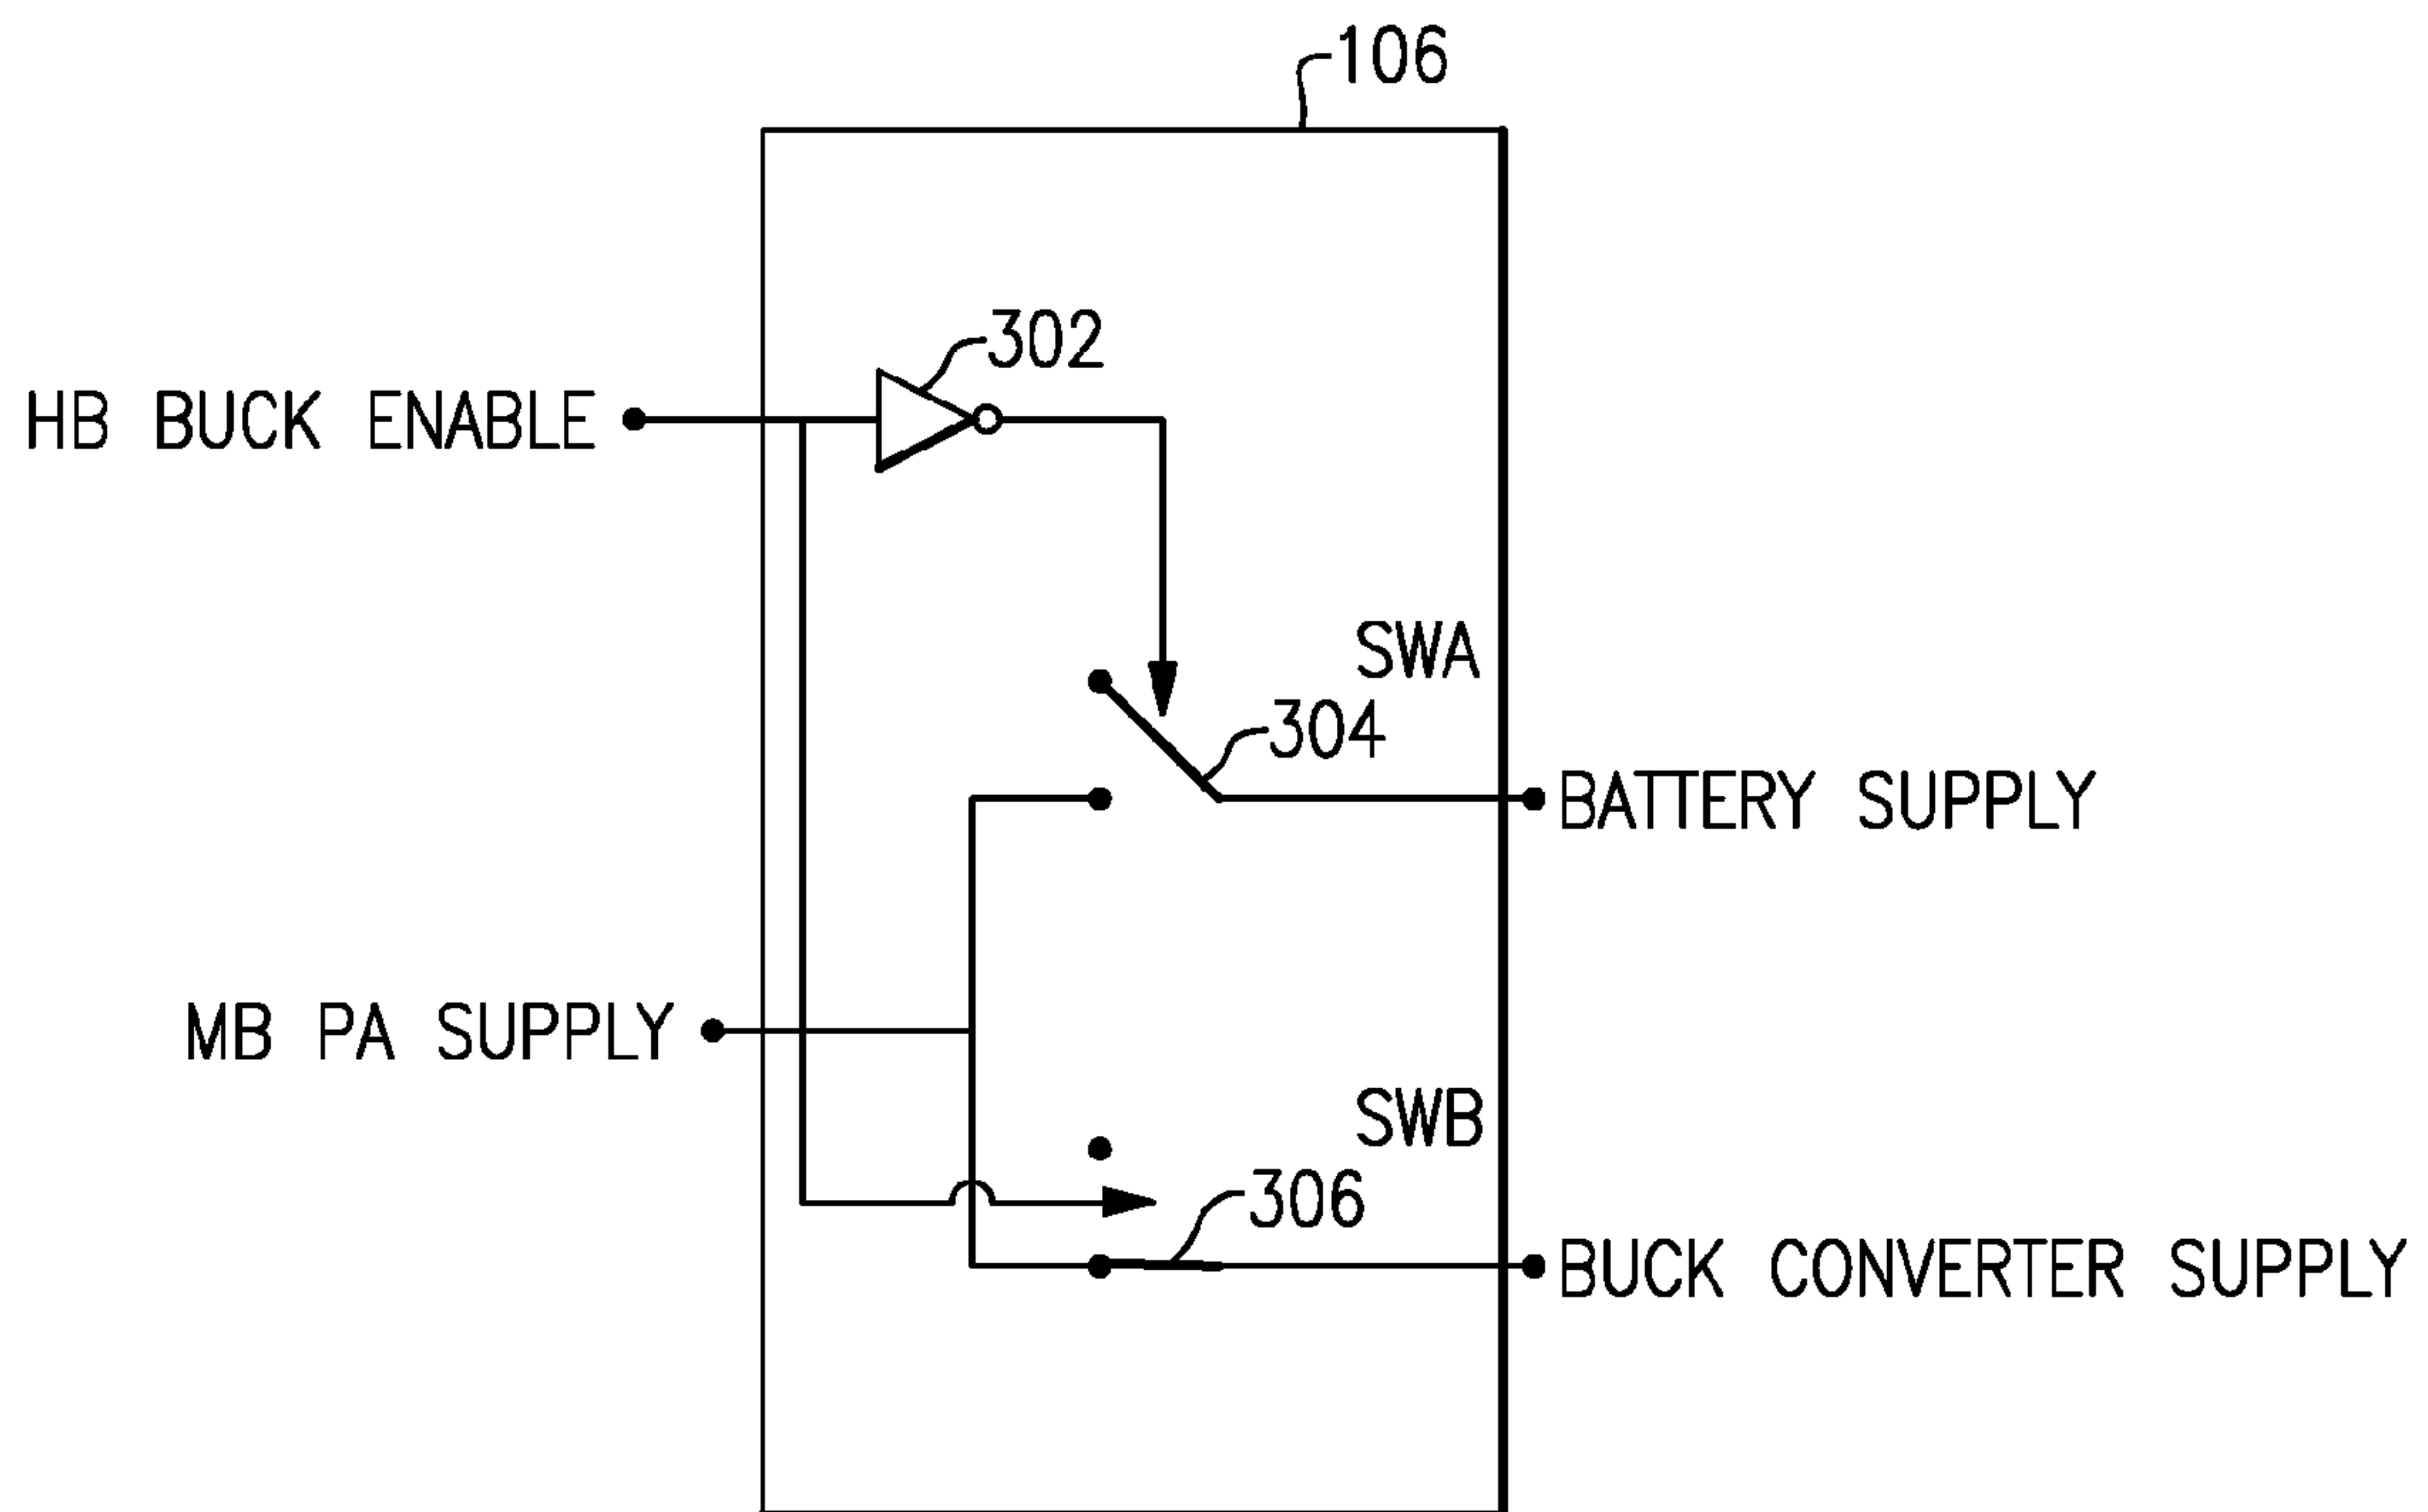 106
302
HB BUCK ENABLE
SWA
304
BATTERY SUPPLY
MB PA SUPPLY
SWB
306
BUCK CONVERTER SUPPLY